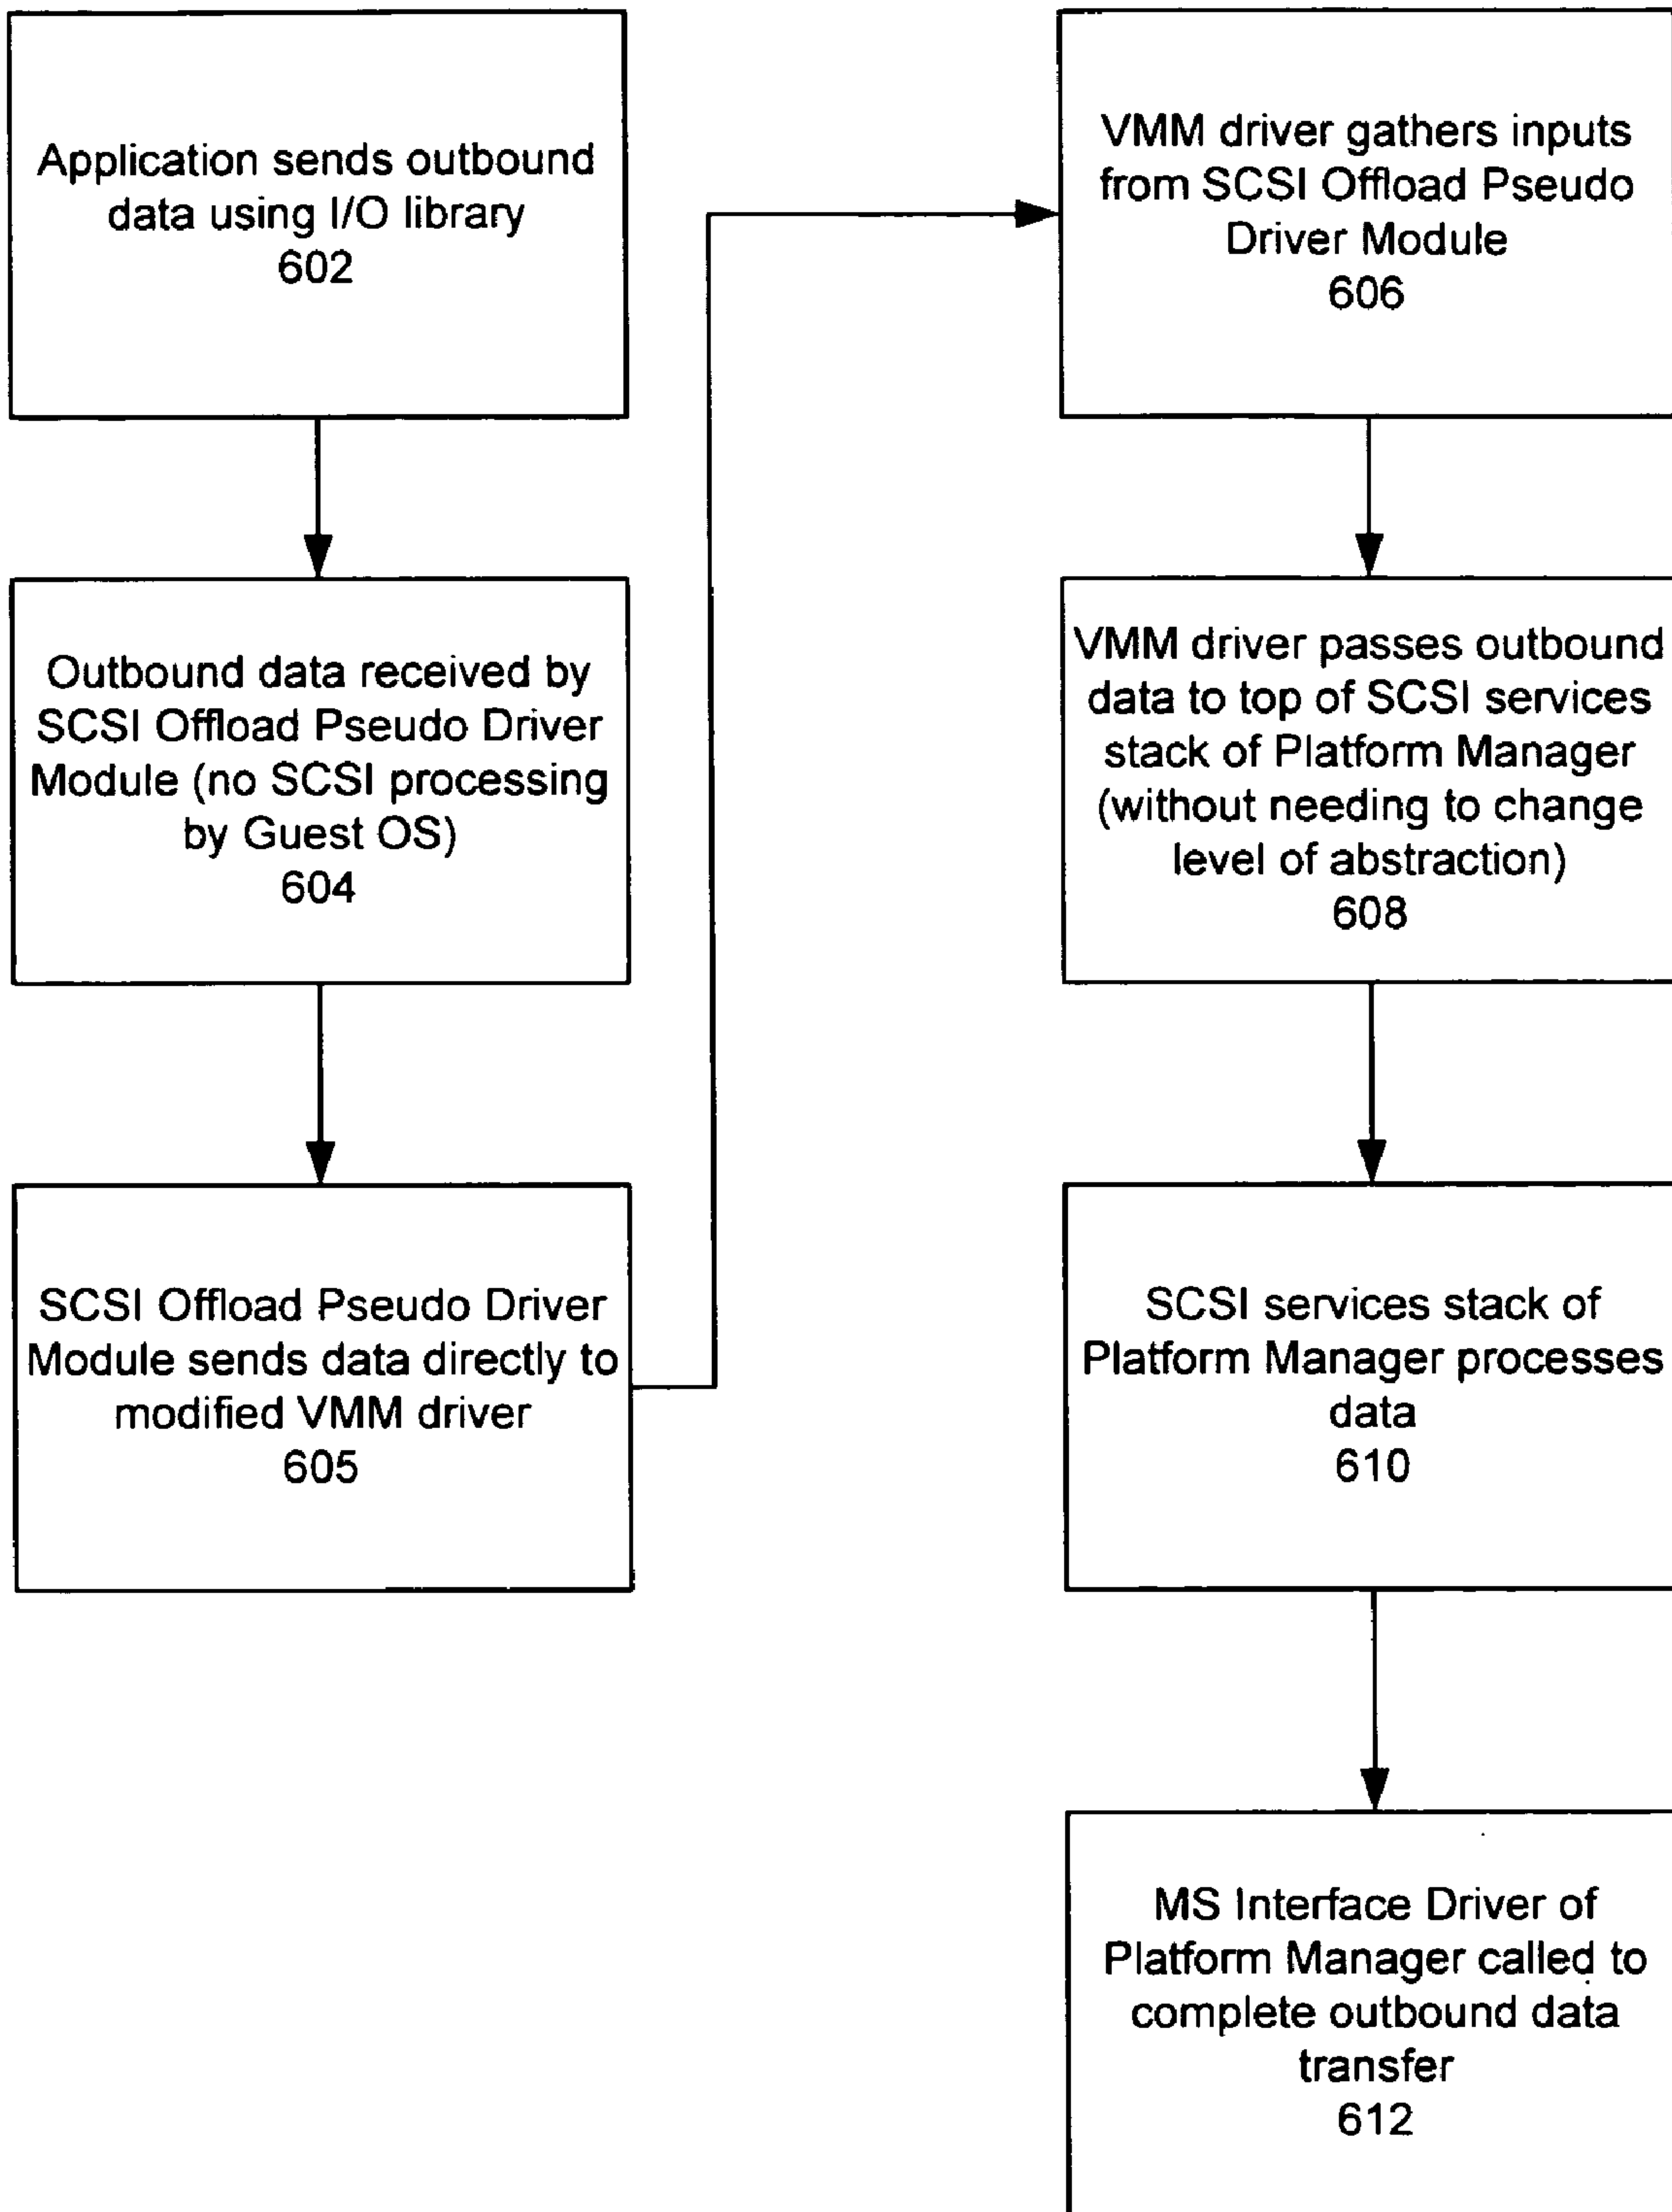 Application sends outbound
data using I/O library
602
Outbound data received by
SCSI Offload Pseudo Driver
Module (no SCSI processing
by Guest OS)
604
SCSI Offload Pseudo Driver
Module sends data directly to
modified VMM driver
605
VMM driver gathers inputs
from SCSI Offload Pseudo
Driver Module
606
VMM driver passes outbound
data to top of SCSI services
stack of Platform Manager
(without needing to change
level of abstraction)
608
SCSI services stack of
Platform Manager processes
data
610
MS Interface Driver of
Platform Manager called to
complete outbound data
transfer
612